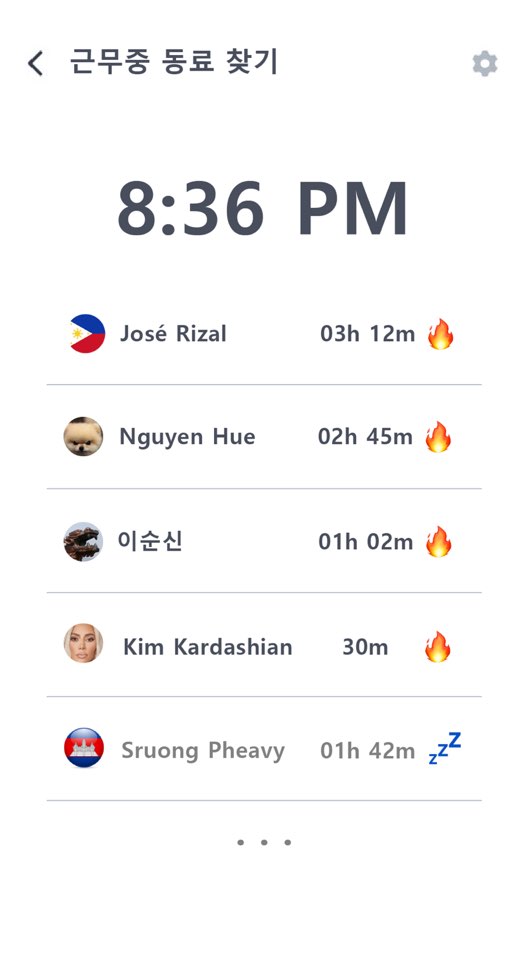 근무중 동료 찾기
8:36 PM
José Rizal 03h 12m
Nguyen Hue 02h 45m
이순신 01h 02m
Kim Kardashian 30m
Sruong Pheavy 01h 42m zzZ
• • •